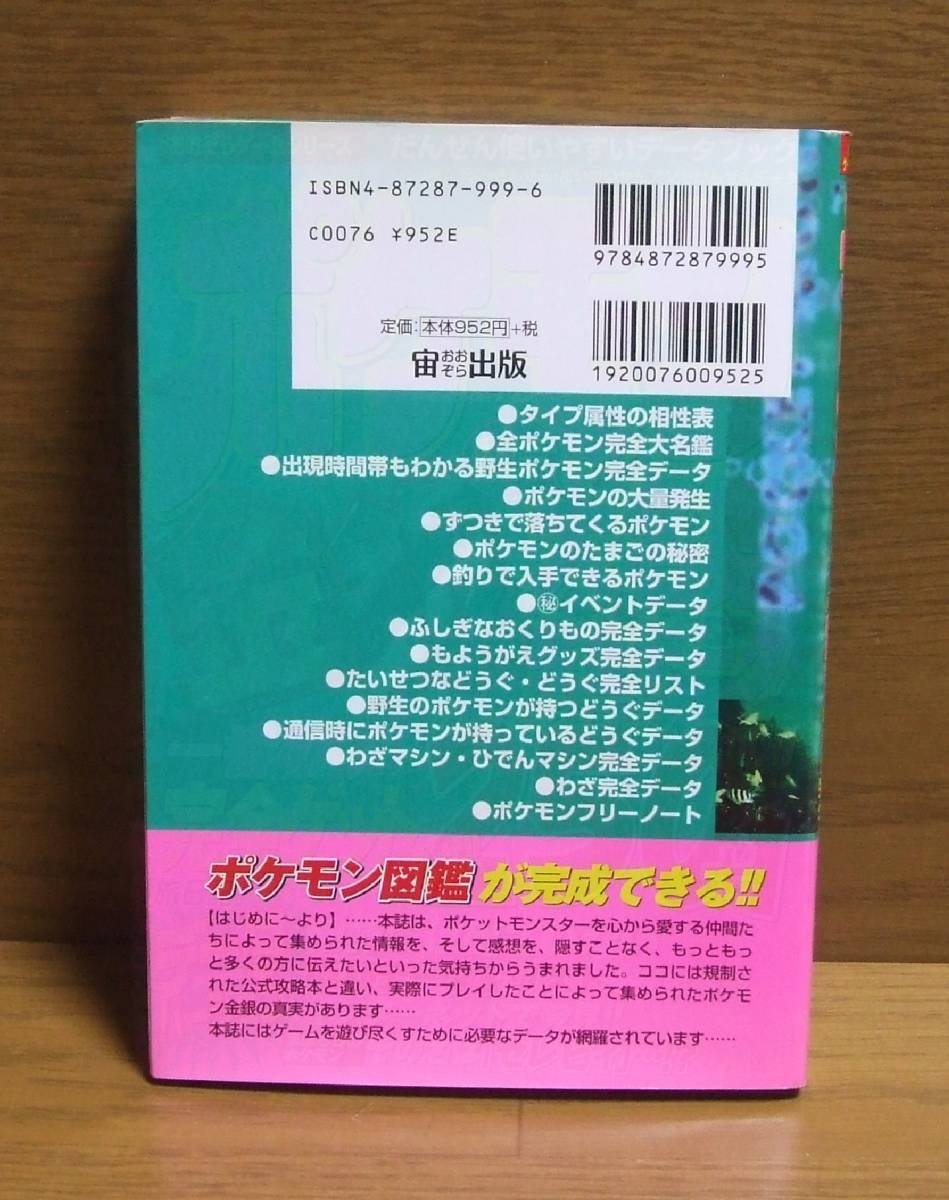 だんぜん使いやすいデータブック
ISBN4-87287-999-6
C0076 ¥952E
9784872879995
定価:本体952円+税
宙おおぞら出版
1920076009525
●タイプ属性の相性表
●全ポケモン完全大名鑑
●出現時間帯もわかる野生ポケモン完全データ
●ポケモンの大量発生
●ずつきで落ちてくるポケモン
●ポケモンのたまごの秘密
●釣りで入手できるポケモン
●㊙イベントデータ
●ふしぎなおくりもの完全データ
●もようがえグッズ完全データ
●たいせつなどうぐ・どうぐ完全リスト
●野生のポケモンが持つどうぐデータ
●通信時にポケモンが持っているどうぐデータ
●わざマシン・ひでんマシン完全データ
●わざ完全データ
●ポケモンフリーノート
ポケモン図鑑が完成できる!!
【はじめに〜より】……本誌は、ポケットモンスターを心から愛する仲間た
ちによって集められた情報を、そして感想を、隠すことなく、もっともっ
と多くの方に伝えたいといった気持ちからうまれました。ココには規制さ
れた公式攻略本と違い、実際にプレイしたことによって集められたポケモ
ン金銀の真実があります……
本誌にはゲームを遊び尽くすために必要なデータが網羅されています……